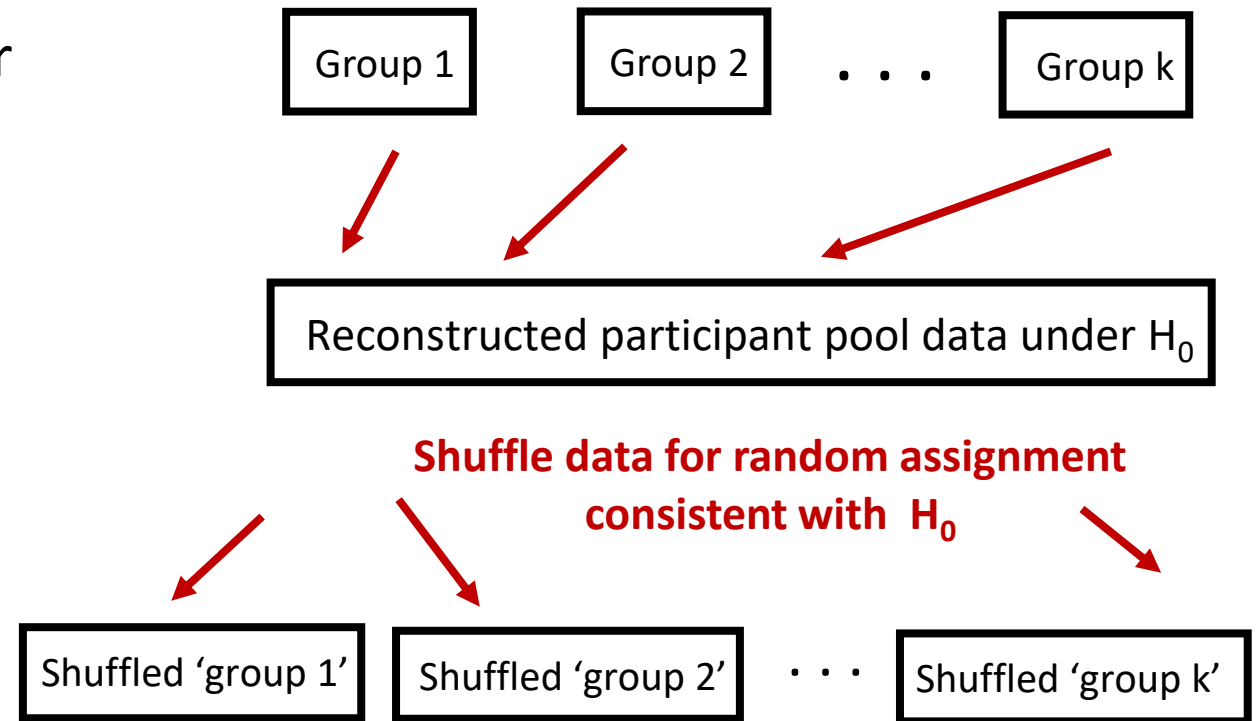 r
Group 1 Group 2 . . . Group k
Reconstructed participant pool data under H₀
Shuffle data for random assignment
consistent with H₀
Shuffled ‘group 1’ Shuffled ‘group 2’ . . . Shuffled ‘group k’